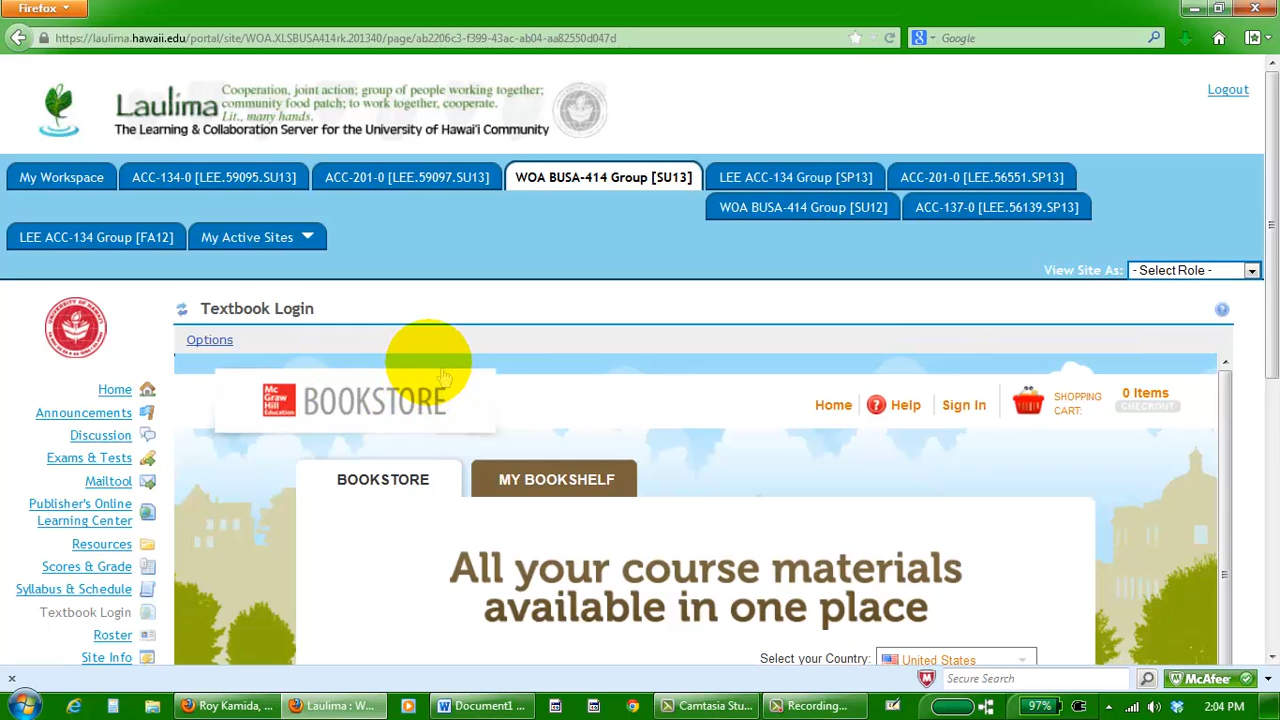 Firefox
https://laulima.hawaii.edu/portal/site/WOA.XLSBUSA414rk.201340/page/ab2206c3-f399-43ac-ab04-aa82550d047d
Google
Laulima
Cooperation, joint action; group of people working together;
community food patch; to work together, cooperate.
Lit., many hands.
The Learning & Collaboration Server for the University of Hawai'i Community
Logout
My Workspace
ACC-134-0 [LEE.59095.SU13]
ACC-201-0 [LEE.59097.SU13]
WOA BUSA-414 Group [SU13]
LEE ACC-134 Group [SP13]
ACC-201-0 [LEE.56551.SP13]
WOA BUSA-414 Group [SU12]
ACC-137-0 [LEE.56139.SP13]
LEE ACC-134 Group [FA12]
My Active Sites
View Site As:
- Select Role -
Textbook Login
Options
Home
Announcements
Discussion
Exams & Tests
Mailtool
Publisher's Online
Learning Center
Resources
Scores & Grade
Syllabus & Schedule
Textbook Login
Roster
Site Info
Mc
Graw
Hill
Education
BOOKSTORE
Home
Help
Sign In
SHOPPING
CART:
0 Items
CHECKOUT
BOOKSTORE
MY BOOKSHELF
All your course materials
available in one place
Select your Country:
United States
Secure Search
McAfee
Roy Kamida, ...
Laulima : W...
Document1 ...
Camtasia Stu...
Recording...
97%
2:04 PM